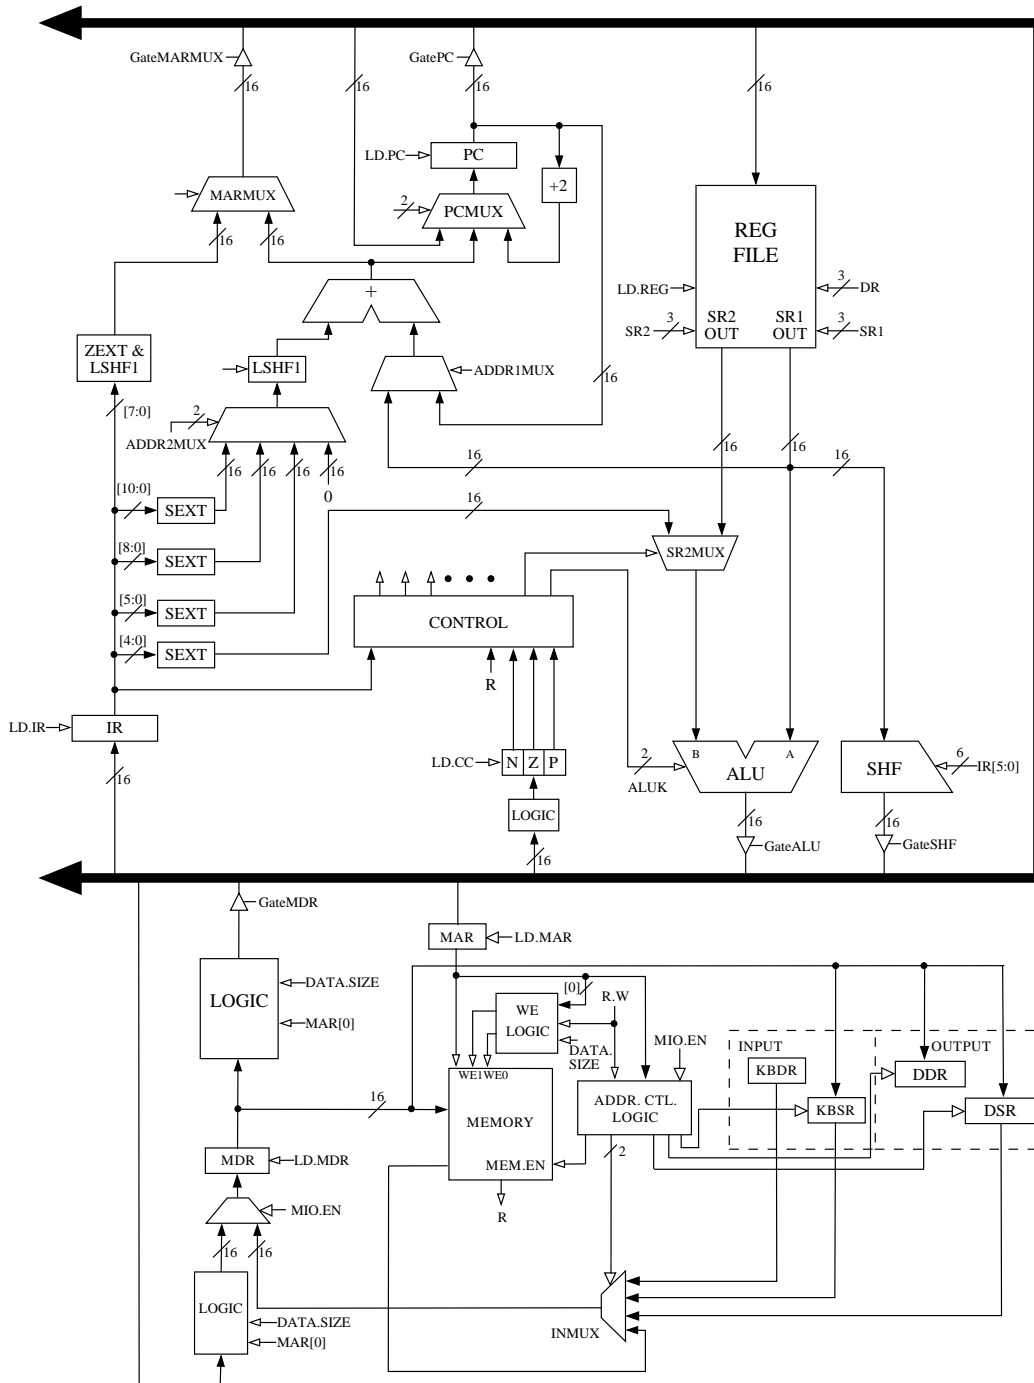 GateMARMUX
GatePC
16
16
16
16
LD.PC
PC
+2
MARMUX
2
PCMUX
REG
FILE
16
16
LD.REG
3
DR
+
SR2
OUT
SR1
OUT
SR2
3
3
SR1
ZEXT &
LSHF1
LSHF1
ADDR1MUX
16
[7:0]
2
ADDR2MUX
16
16
16
16
16
16
16
16
0
[10:0]
SEXT
16
[8:0]
SEXT
SR2MUX
[5:0]
SEXT
CONTROL
[4:0]
SEXT
R
LD.IR
IR
16
LD.CC
N
Z
P
B
A
ALU
2
ALUK
SHF
6
IR[5:0]
LOGIC
16
16
16
GateALU
GateSHF
GateMDR
MAR
LD.MAR
LOGIC
DATA.SIZE
MAR[0]
[0]
R.W
WE
LOGIC
DATA.
SIZE
MIO.EN
INPUT
OUTPUT
KBDR
DDR
WE1
WE0
16
MEMORY
ADDR. CTL.
LOGIC
KBSR
DSR
MDR
LD.MDR
MEM.EN
2
R
MIO.EN
16
16
LOGIC
DATA.SIZE
MAR[0]
INMUX